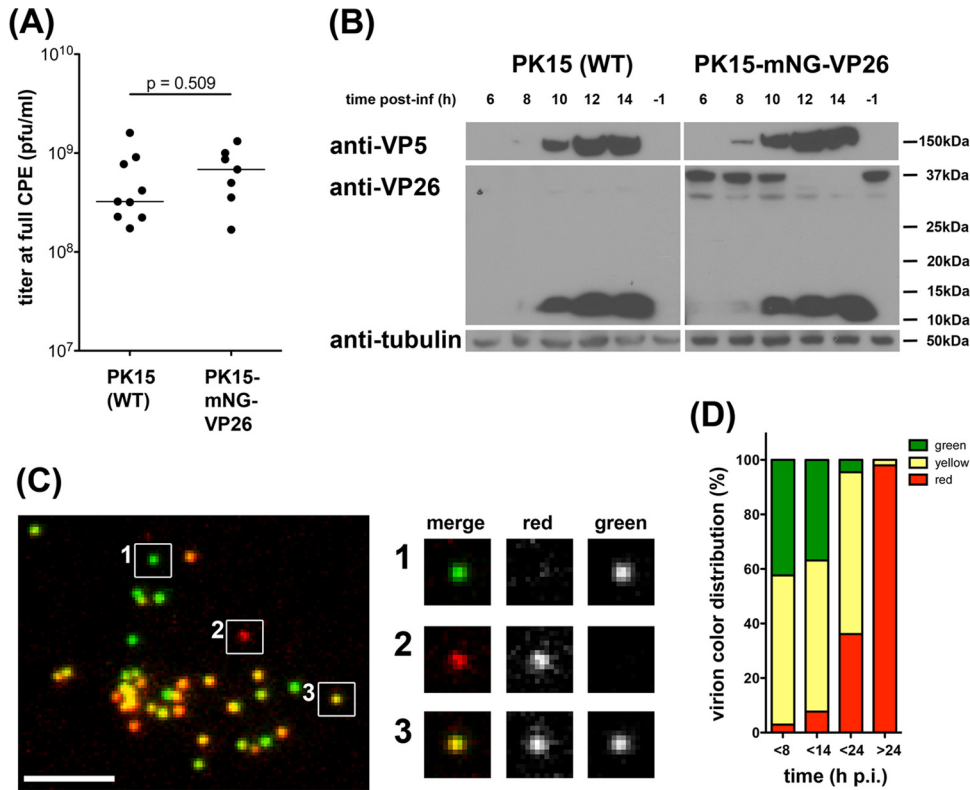 (A)
titer at full CPE (pfu/ml)
10^10
10^9
10^8
10^7
p = 0.509
PK15
(WT)
PK15-
mNG-
VP26
(B)
PK15 (WT)
PK15-mNG-VP26
time post-inf (h) 6 8 10 12 14 -1 6 8 10 12 14 -1
anti-VP5
150kDa
anti-VP26
37kDa
25kDa
20kDa
15kDa
10kDa
anti-tubulin
50kDa
(C)
1
2
3
merge red green
1
2
3
(D)
green
yellow
red
virion color distribution (%)
100
80
60
40
20
0
<8 <14 <24 >24
time (h p.i.)